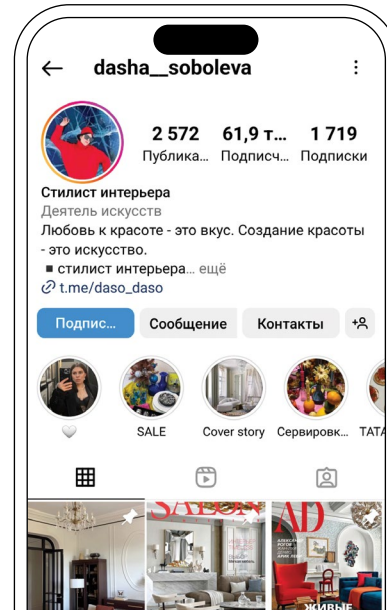 dasha__soboleva
2 572 61,9 т... 1 719
Публика... Подписч... Подписки
Стилист интерьера
Деятель искусств
Любовь к красоте - это вкус. Создание красоты
- это искусство.
▪ стилист интерьера... ещё
t.me/daso_daso
Подпис... Сообщение Контакты
SALE Cover story Сервировк... TATA
SALON AD
ЖИВЫЕ